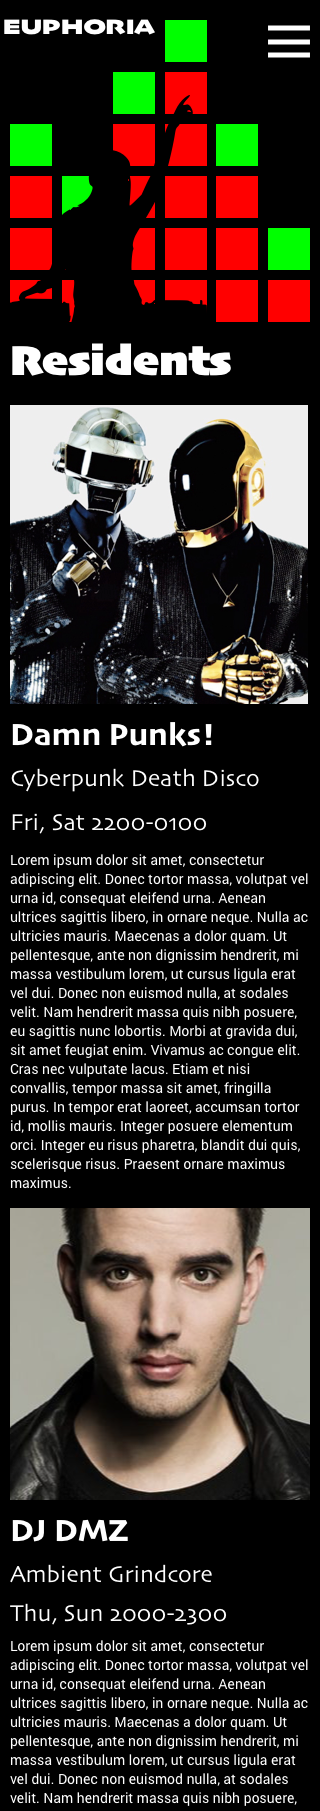 EUPHORIA
Residents
Damn Punks!
Cyberpunk Death Disco
Fri, Sat 2200-0100
Lorem ipsum dolor sit amet, consectetur
adipiscing elit. Donec tortor massa, volutpat vel
urna id, consequat eleifend urna. Aenean
ultrices sagittis libero, in ornare neque. Nulla ac
ultricies mauris. Maecenas a dolor quam. Ut
pellentesque, ante non dignissim hendrerit, mi
massa vestibulum lorem, ut cursus ligula erat
vel dui. Donec non euismod nulla, at sodales
velit. Nam hendrerit massa quis nibh posuere,
eu sagittis nunc lobortis. Morbi at gravida dui,
sit amet feugiat enim. Vivamus ac congue elit.
Cras nec vulputate lacus. Etiam et nisi
convallis, tempor massa sit amet, fringilla
purus. In tempor erat laoreet, accumsan tortor
id, mollis mauris. Integer posuere elementum
orci. Integer eu risus pharetra, blandit dui quis,
scelerisque risus. Praesent ornare maximus
maximus.
DJ DMZ
Ambient Grindcore
Thu, Sun 2000-2300
Lorem ipsum dolor sit amet, consectetur
adipiscing elit. Donec tortor massa, volutpat vel
urna id, consequat eleifend urna. Aenean
ultrices sagittis libero, in ornare neque. Nulla ac
ultricies mauris. Maecenas a dolor quam. Ut
pellentesque, ante non dignissim hendrerit, mi
massa vestibulum lorem, ut cursus ligula erat
vel dui. Donec non euismod nulla, at sodales
velit. Nam hendrerit massa quis nibh posuere,